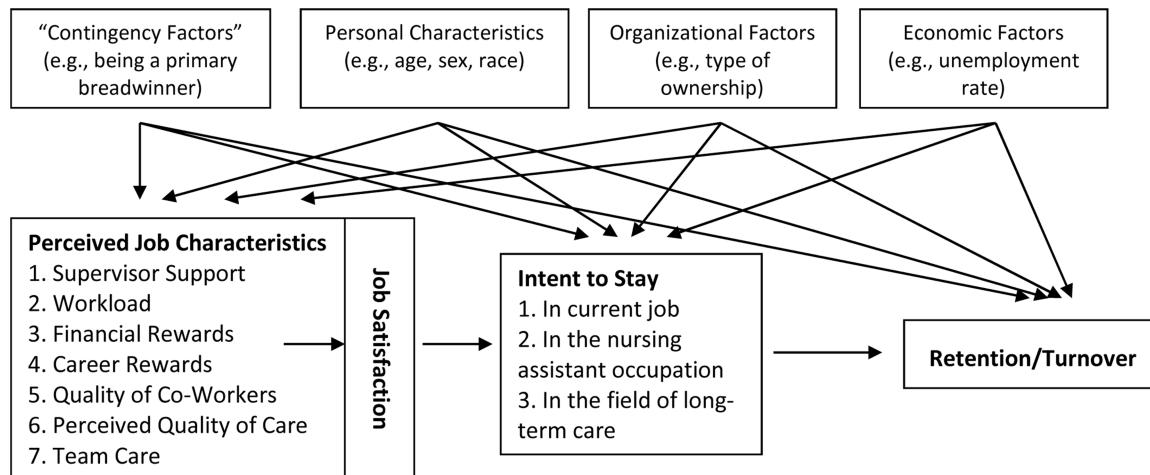 “Contingency Factors”
(e.g., being a primary
breadwinner)
Personal Characteristics
(e.g., age, sex, race)
Organizational Factors
(e.g., type of
ownership)
Economic Factors
(e.g., unemployment
rate)
Perceived Job Characteristics
1. Supervisor Support
2. Workload
3. Financial Rewards
4. Career Rewards
5. Quality of Co-Workers
6. Perceived Quality of Care
7. Team Care
Job Satisfaction
Intent to Stay
1. In current job
2. In the nursing
assistant occupation
3. In the field of long-
term care
Retention/Turnover